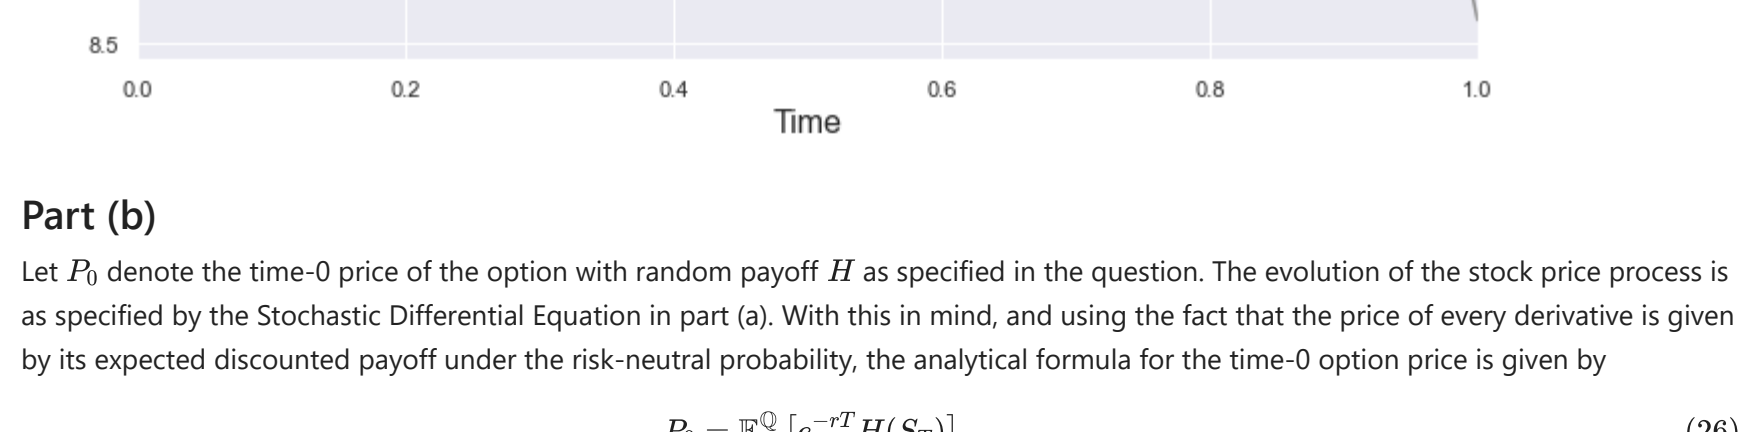 8.5
0.0 0.2 0.4 0.6 0.8 1.0
Time
Part (b)
Let P₀ denote the time-0 price of the option with random payoff H as specified in the question. The evolution of the stock price process is
as specified by the Stochastic Differential Equation in part (a). With this in mind, and using the fact that the price of every derivative is given
by its expected discounted payoff under the risk-neutral probability, the analytical formula for the time-0 option price is given by
P₀ = 𝔼^ℚ [e^{-rT} H(S_T)] (26)